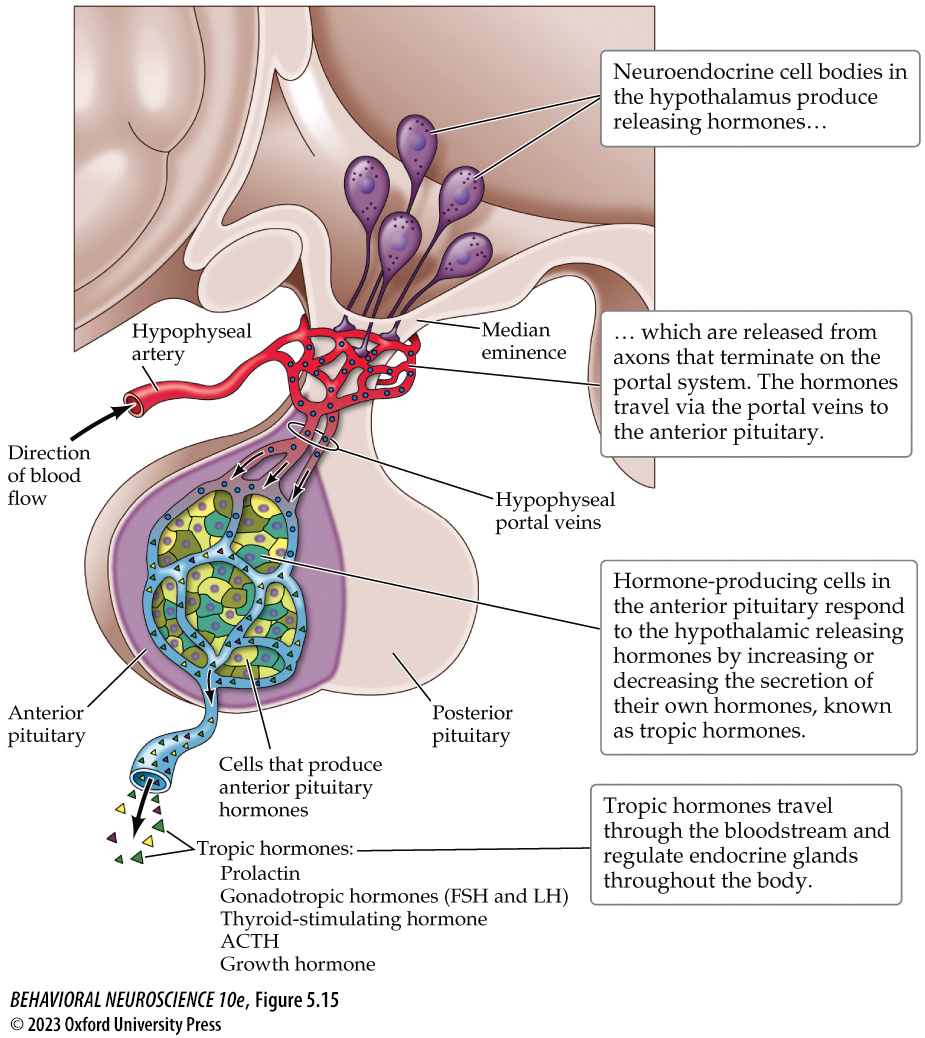 Neuroendocrine cell bodies in
the hypothalamus produce
releasing hormones…
Hypophyseal
artery
Median
eminence
… which are released from
axons that terminate on the
portal system. The hormones
travel via the portal veins to
the anterior pituitary.
Direction
of blood
flow
Hypophyseal
portal veins
Hormone-producing cells in
the anterior pituitary respond
to the hypothalamic releasing
hormones by increasing or
decreasing the secretion of
their own hormones, known
as tropic hormones.
Anterior
pituitary
Posterior
pituitary
Cells that produce
anterior pituitary
hormones
Tropic hormones travel
through the bloodstream and
regulate endocrine glands
throughout the body.
Tropic hormones:
Prolactin
Gonadotropic hormones (FSH and LH)
Thyroid-stimulating hormone
ACTH
Growth hormone
BEHAVIORAL NEUROSCIENCE 10e, Figure 5.15
© 2023 Oxford University Press